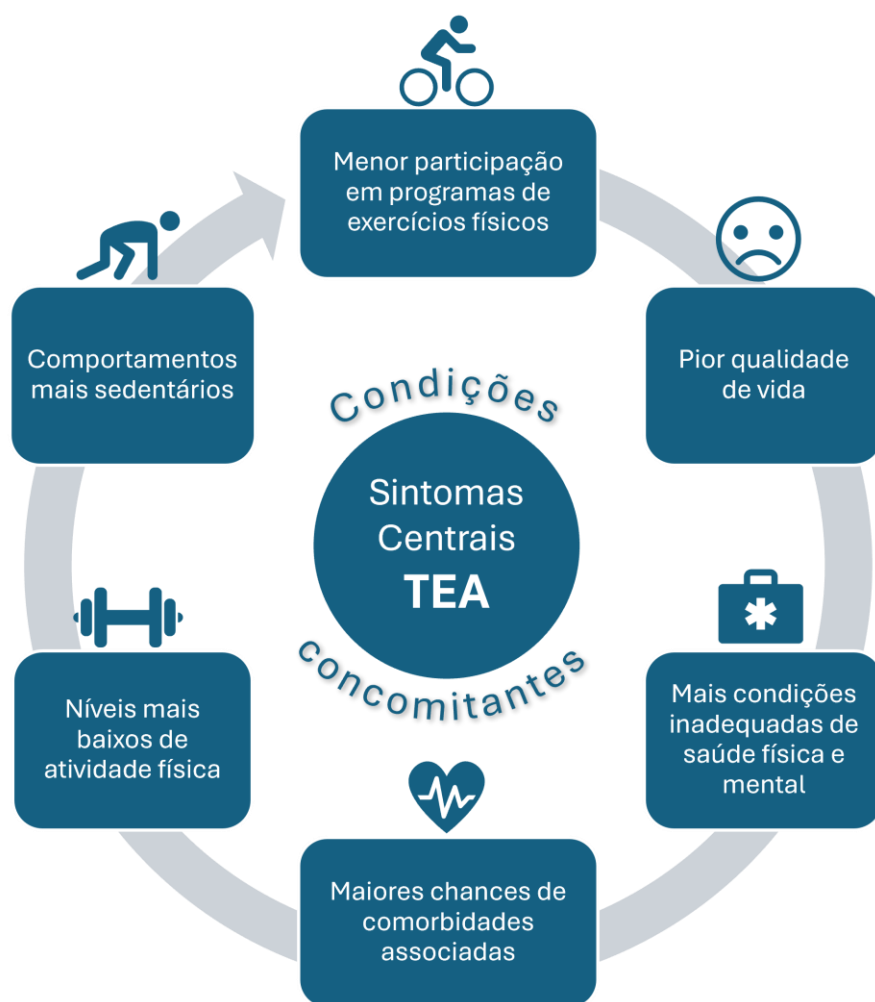 Menor participação
em programas de
exercícios físicos
Pior qualidade
de vida
Mais condições
inadequadas de
saúde física e
mental
Maiores chances de
comorbidades
associadas
Níveis mais
baixos de
atividade física
Comportamentos
mais sedentários
Condições
Sintomas
Centrais
TEA
concomitantes